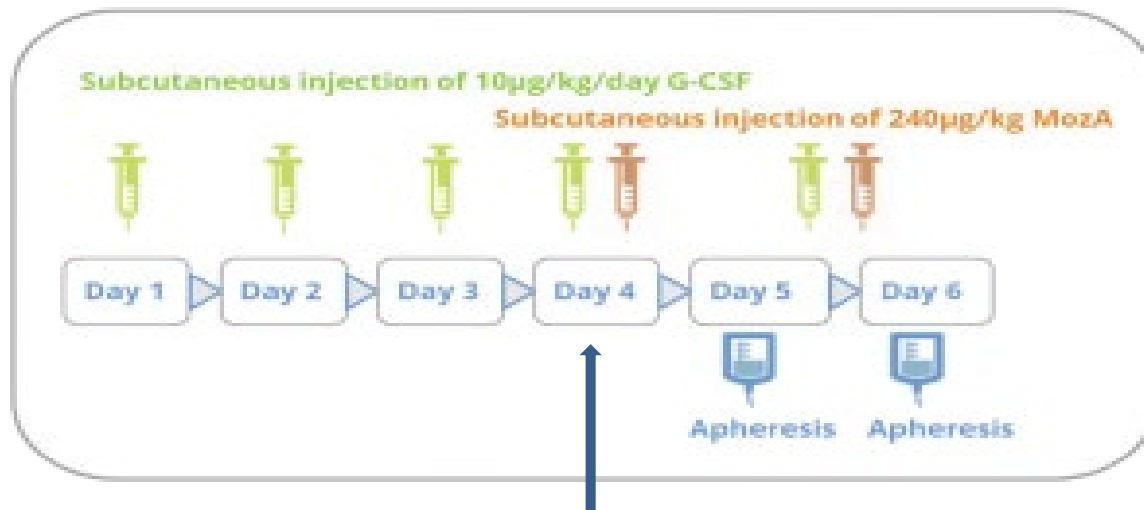 Subcutaneous injection of 10µg/kg/day G-CSF
Subcutaneous injection of 240µg/kg MozA
Day 1 Day 2 Day 3 Day 4 Day 5 Day 6
Apheresis Apheresis